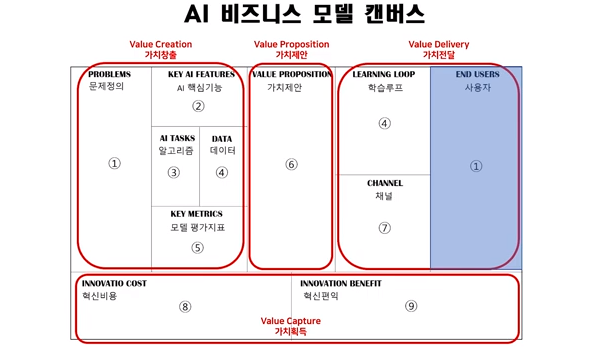 AI 비즈니스 모델 캔버스
Value Creation
가치창출
Value Proposition
가치제안
Value Delivery
가치전달
PROBLEMS
문제정의
①
KEY AI FEATURES
AI 핵심기능
②
AI TASKS
알고리즘
③
DATA
데이터
④
KEY METRICS
모델 평가지표
⑤
VALUE PROPOSITION
가치제안
⑥
LEARNING LOOP
학습루프
④
CHANNEL
채널
⑦
END USERS
사용자
①
INNOVATIO COST
혁신비용
⑧
INNOVATION BENEFIT
혁신편익
⑨
Value Capture
가치획득